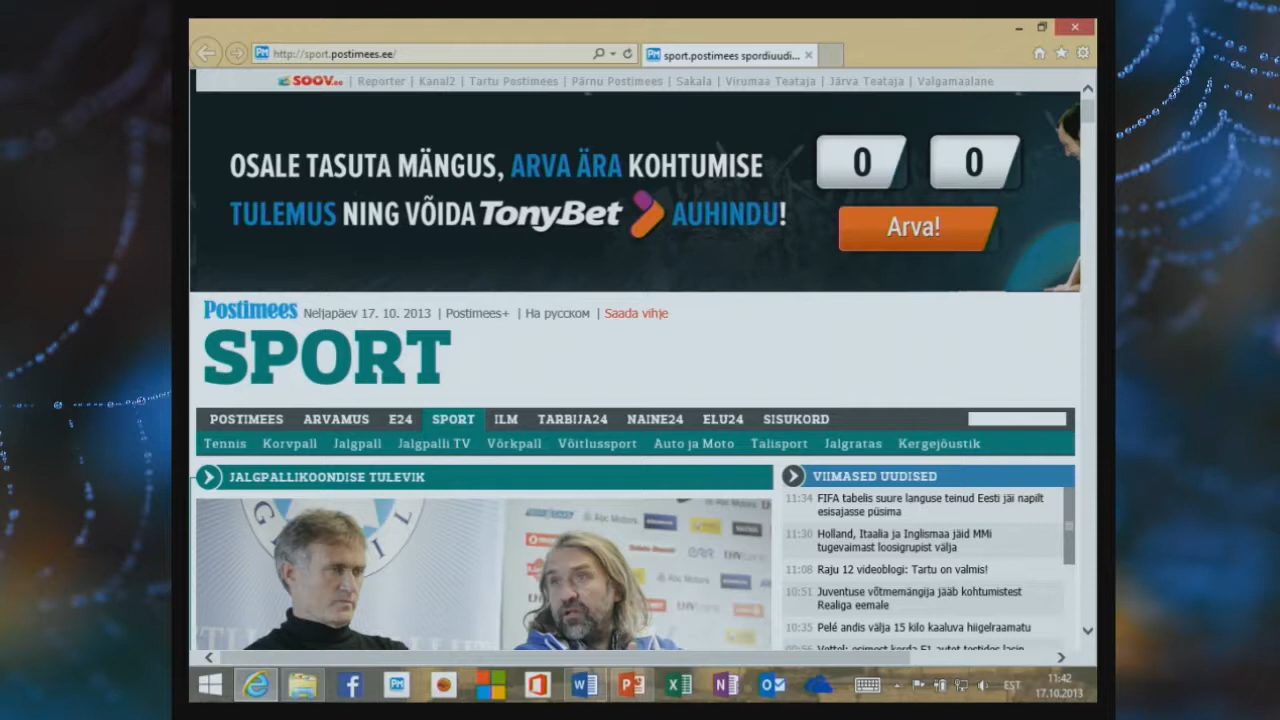 PM http://sport.postimees.ee/
PM sport.postimees spordiuudi...
SOOV.ee | Reporter | Kanal2 | Tartu Postimees | Pärnu Postimees | Sakala | Virumaa Teataja | Järva Teataja | Valgamaalane
OSALE TASUTA MÄNGUS, ARVA ÄRA KOHTUMISE
TULEMUS NING VÕIDA TonyBet AUHINDU!
0 0
Arva!
Postimees Neljapäev 17. 10. 2013 | Postimees+ | На русском | Saada vihje
SPORT
POSTIMEES ARVAMUS E24 SPORT ILM TARBIJA24 NAINE24 ELU24 SISUKORD
Tennis Korvpall Jalgpall Jalgpalli TV Võrkpall Võitlussport Auto ja Moto Talisport Jalgratas Kergejõustik
JALGPALLIKOONDISE TULEVIK
VIIMASED UUDISED
11:34 FIFA tabelis suure languse teinud Eesti jäi napilt
esisajasse püsima
11:30 Holland, Itaalia ja Inglismaa jäid MMi
tugevaimast loosigrupist välja
11:08 Raju 12 videoblogi: Tartu on valmis!
10:51 Juventuse võtmemängija jääb kohtumistest
Realiga eemale
10:35 Pelé andis välja 15 kilo kaaluva hiigelraamatu
EST
11:42
17.10.2013